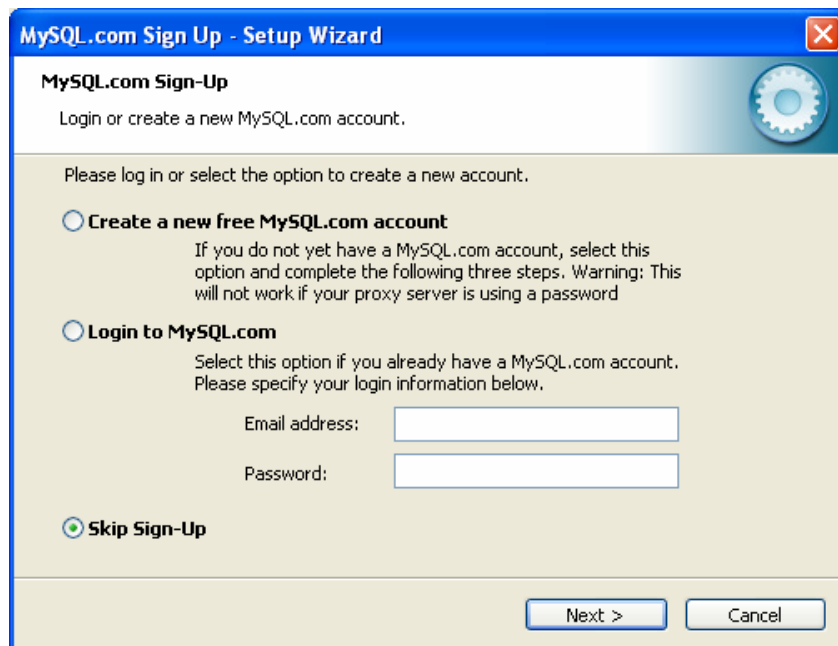 MySQL.com Sign Up - Setup Wizard
MySQL.com Sign-Up
Login or create a new MySQL.com account.
Please log in or select the option to create a new account.
Create a new free MySQL.com account
If you do not yet have a MySQL.com account, select this
option and complete the following three steps. Warning: This
will not work if your proxy server is using a password
Login to MySQL.com
Select this option if you already have a MySQL.com account.
Please specify your login information below.
Email address:
Password:
Skip Sign-Up
Next >
Cancel